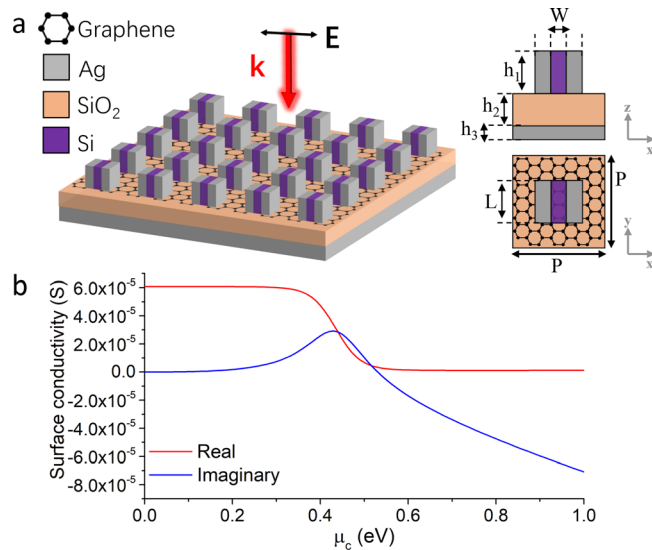 a
Graphene
Ag
SiO₂
Si
E
k
W
h₁
h₂
h₃
z
x
P
L
y
x
P
b
Surface conductivity (S)
6.0x10⁻⁵
4.0x10⁻⁵
2.0x10⁻⁵
0.0
-2.0x10⁻⁵
-4.0x10⁻⁵
-6.0x10⁻⁵
-8.0x10⁻⁵
Real
Imaginary
0.0 0.2 0.4 0.6 0.8 1.0
μc (eV)